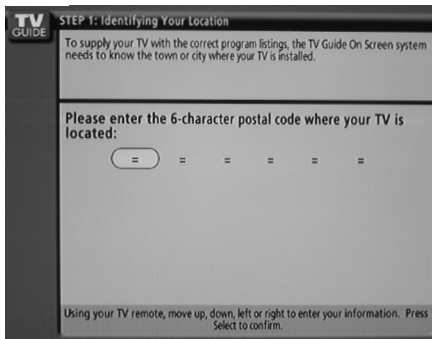 TV
GUIDE
STEP 1: Identifying Your Location
To supply your TV with the correct program listings, the TV Guide On Screen system
needs to know the town or city where your TV is installed.
Please enter the 6-character postal code where your TV is
located:
= = = = = =
Using your TV remote, move up, down, left or right to enter your information. Press
Select to confirm.